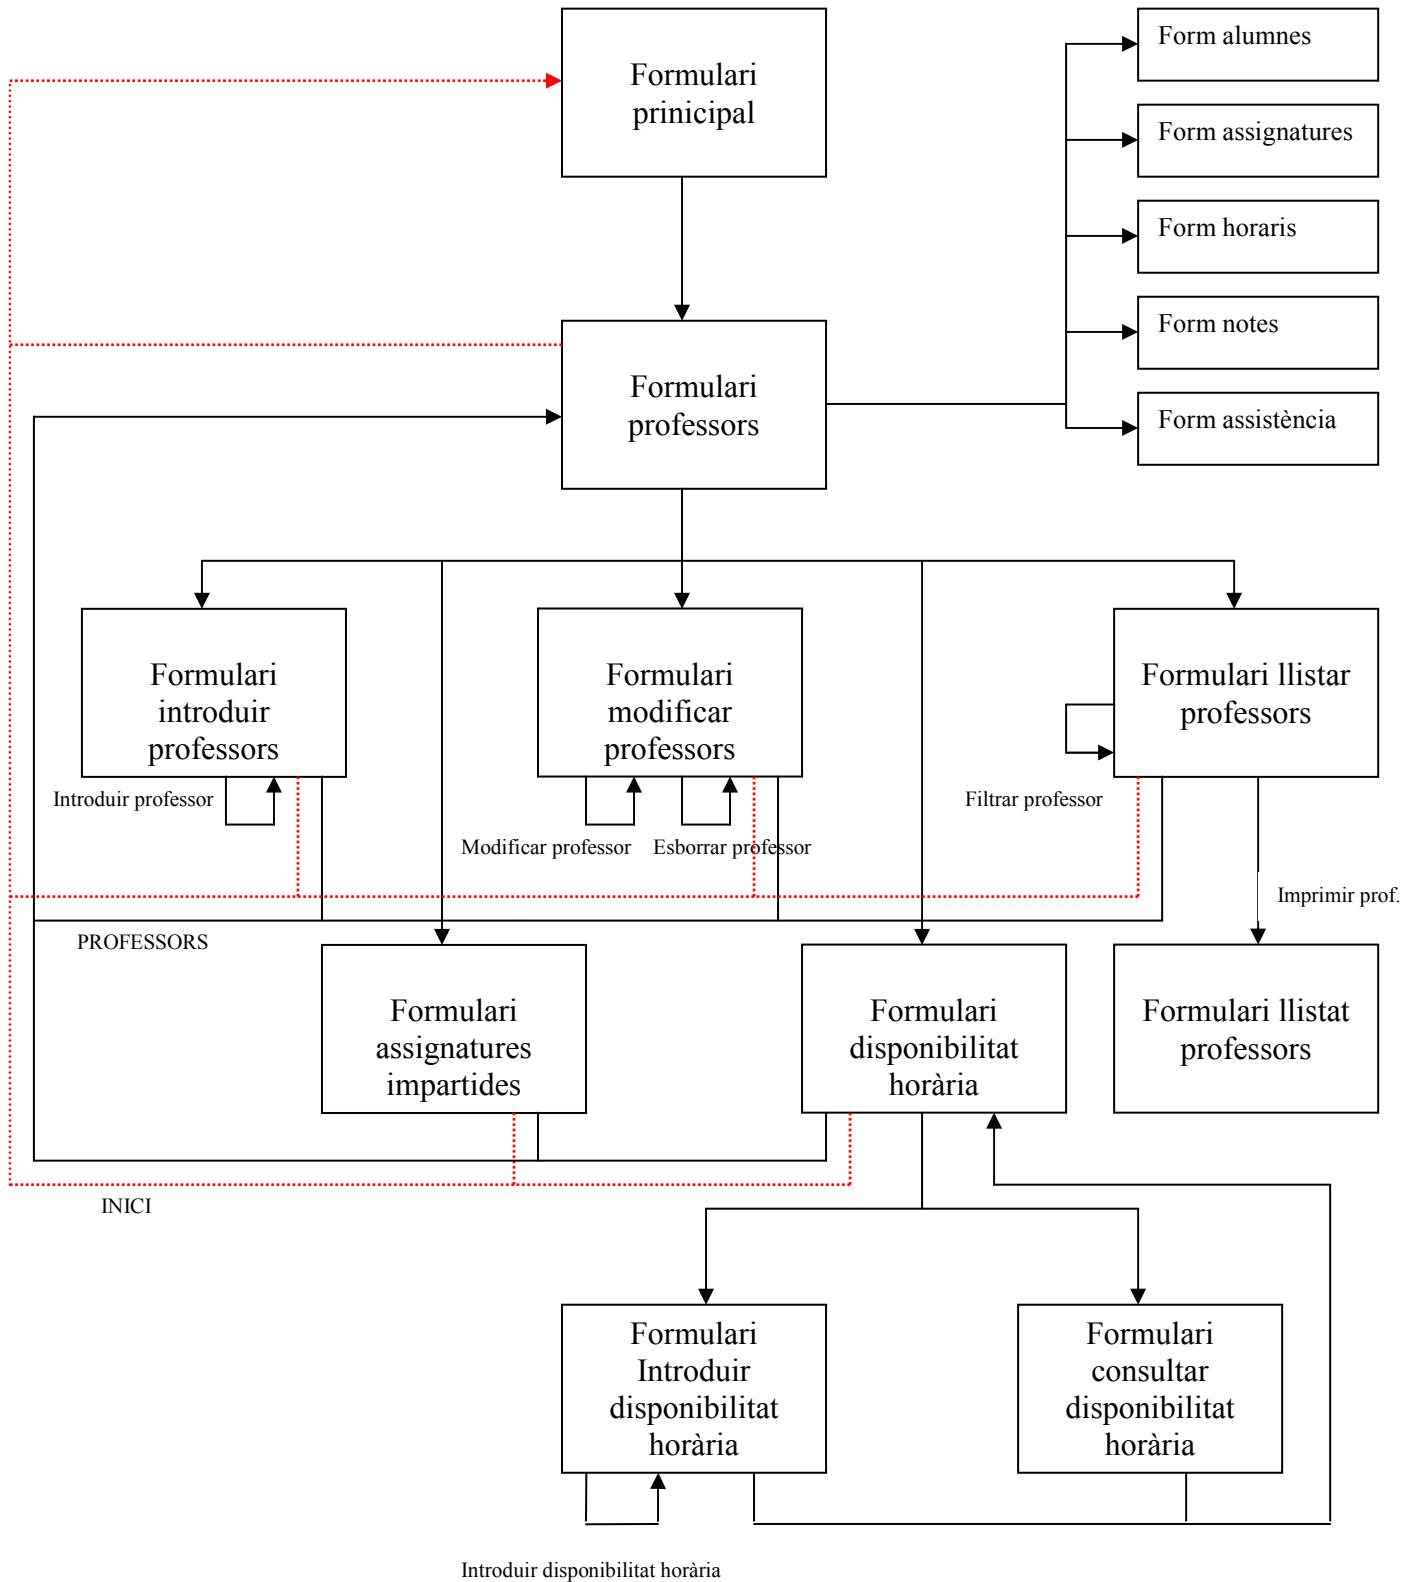 Formulari
prinicipal
Form alumnes
Form assignatures
Form horaris
Form notes
Form assistència
Formulari
professors
Formulari
introduir
professors
Formulari
modificar
professors
Formulari llistar
professors
Introduir professor
Modificar professor
Esborrar professor
Filtrar professor
Imprimir prof.
PROFESSORS
Formulari
assignatures
impartides
Formulari
disponibilitat
horària
Formulari llistat
professors
INICI
Formulari
Introduir
disponibilitat
horària
Formulari
consultar
disponibilitat
horària
Introduir disponibilitat horària